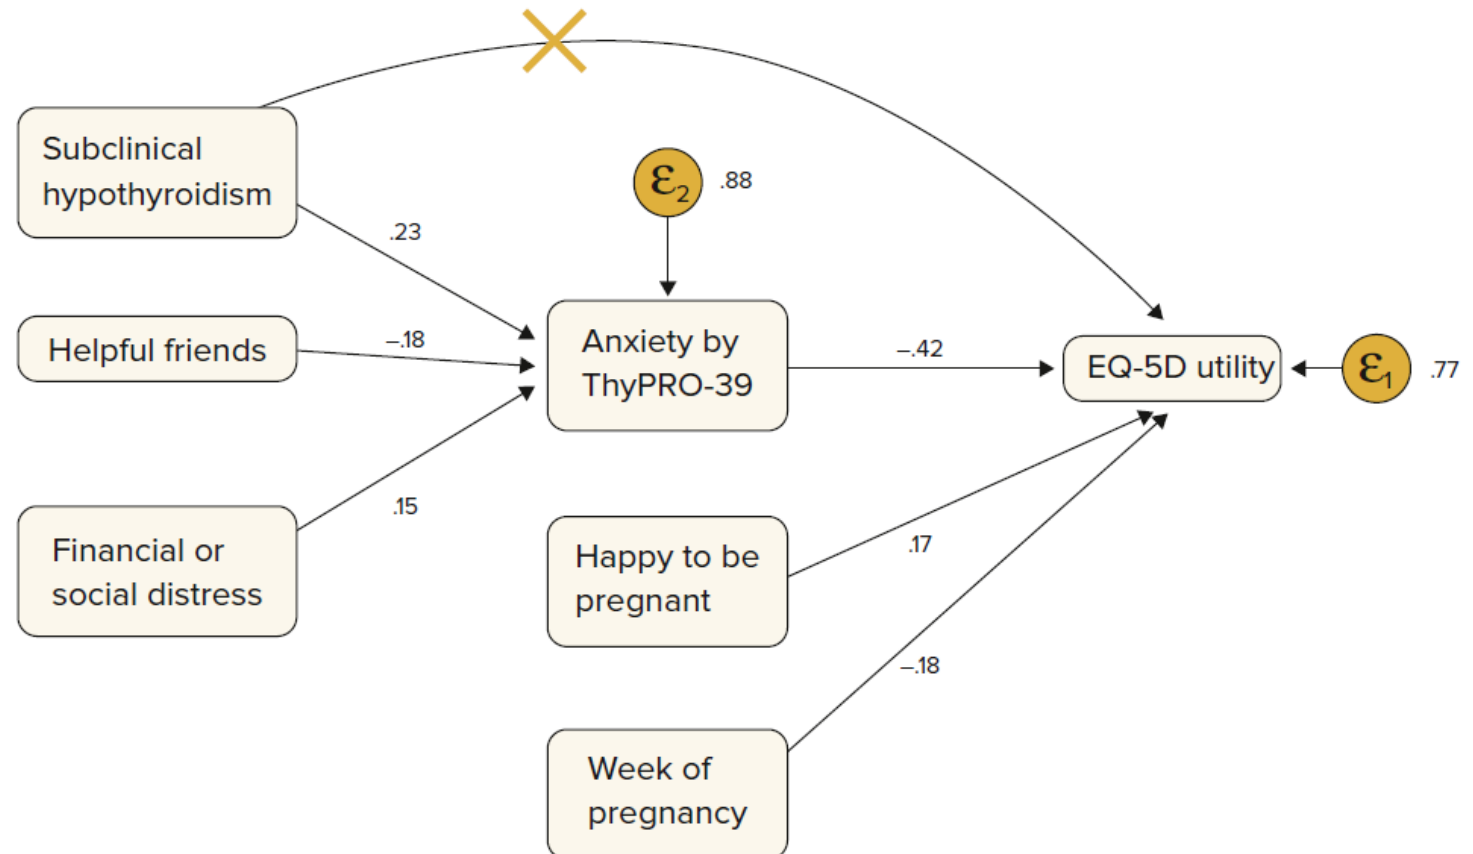 Subclinical
hypothyroidism
.23
Helpful friends
–.18
Financial or
social distress
.15
ε2 .88
Anxiety by
ThyPRO-39
–.42
EQ-5D utility
ε1 .77
Happy to be
pregnant
.17
Week of
pregnancy
–.18